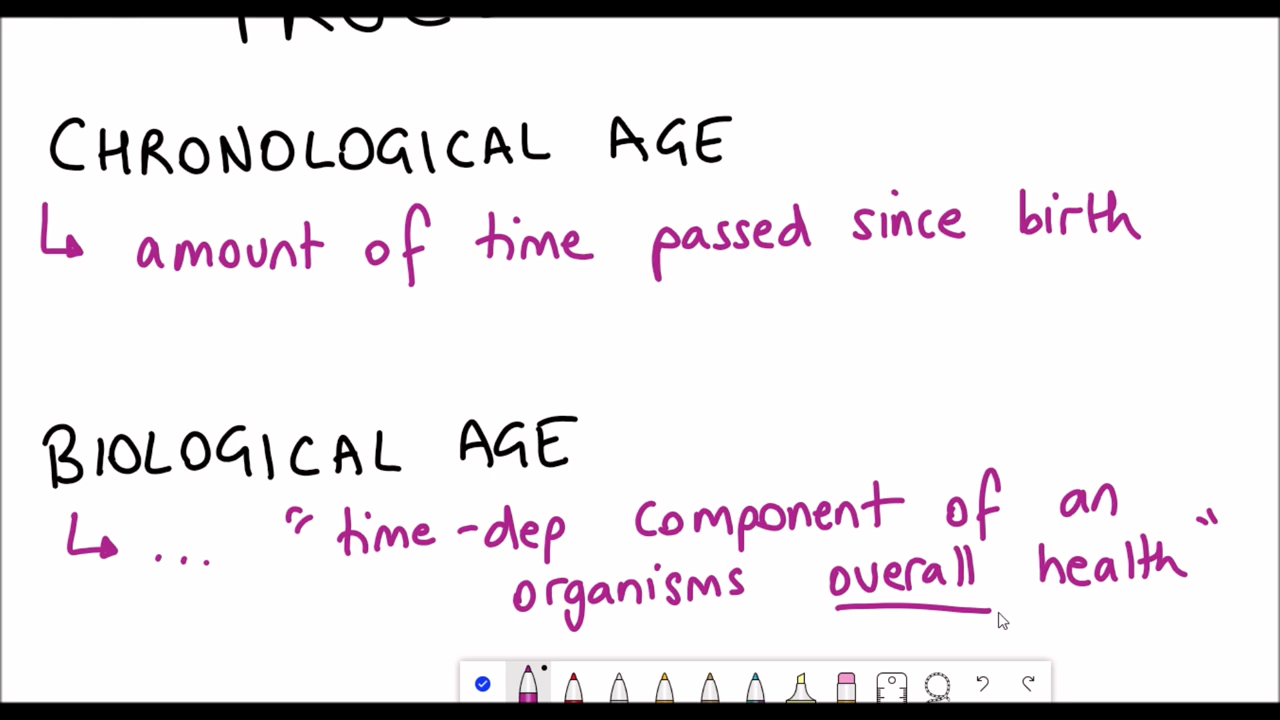 CHRONOLOGICAL AGE
↳ amount of time passed since birth
BIOLOGICAL AGE
↳ ... "time-dep component of an
organisms overall health"